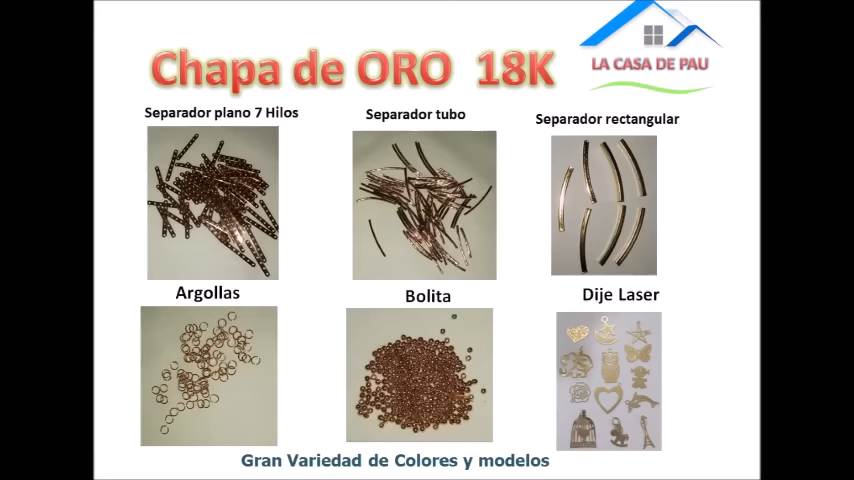 Chapa de ORO 18K
LA CASA DE PAU
Separador plano 7 Hilos
Separador tubo
Separador rectangular
Argollas
Bolita
Dije Laser
Gran Variedad de Colores y modelos